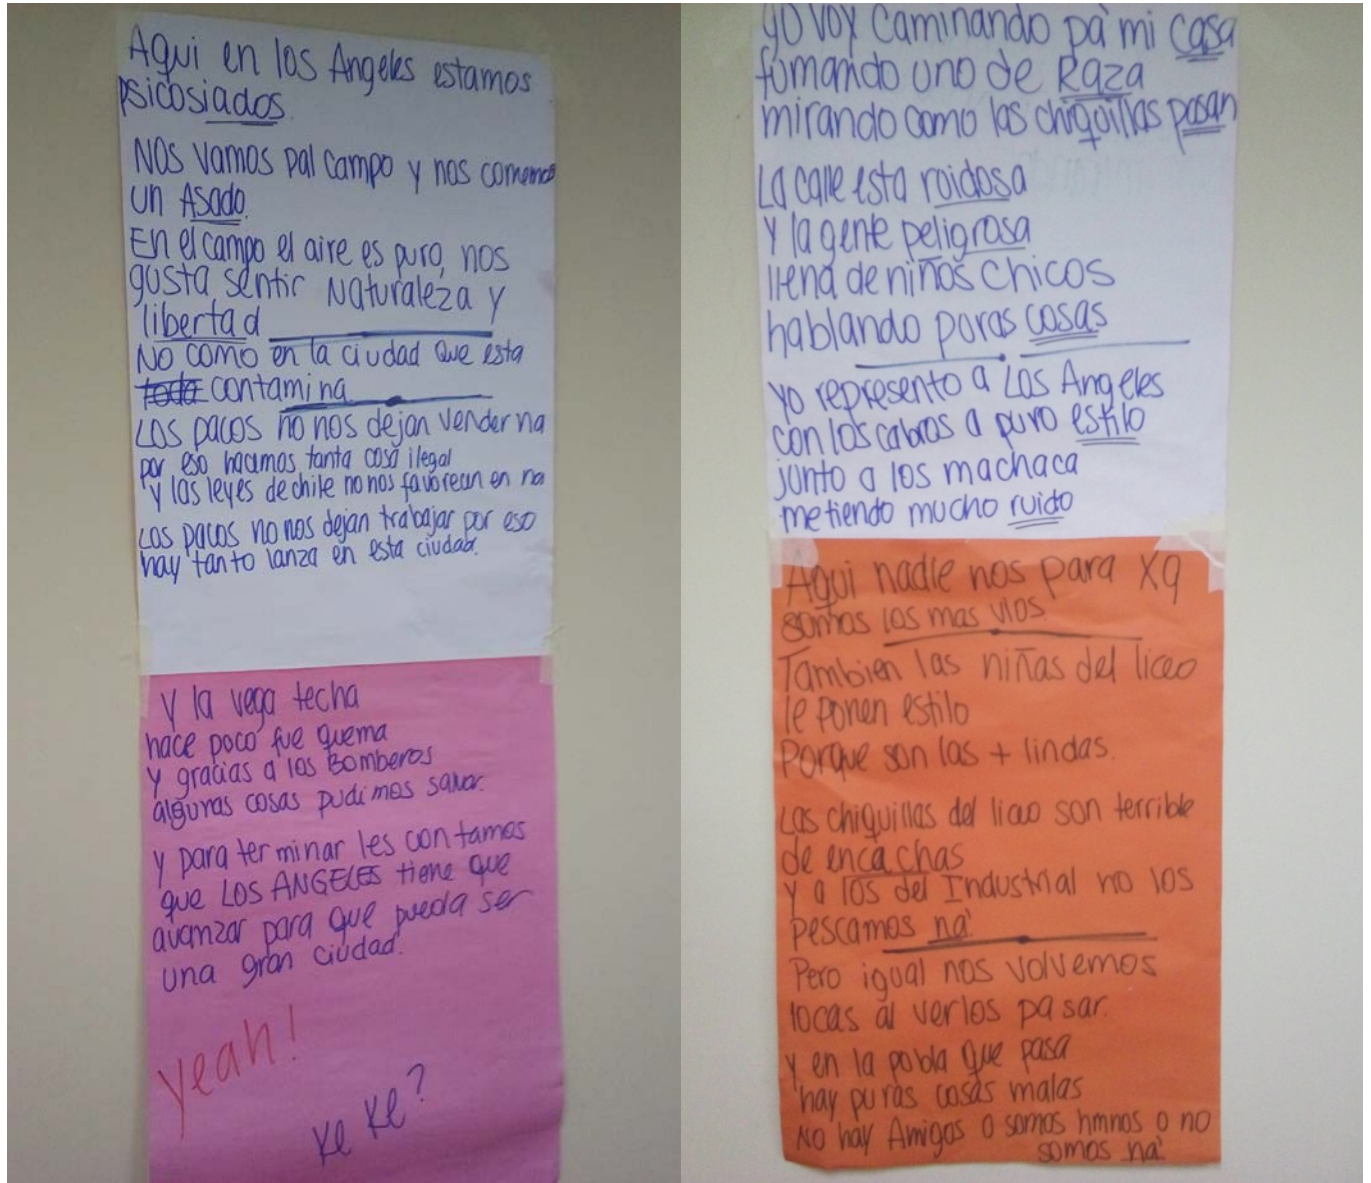 Aqui en los Angeles estamos
psicosiados.
Nos vamos pal campo y nos comemos
un Asado.
En el campo el aire es puro, nos
gusta sentir Naturaleza y
libertad
No como en la ciudad que esta
toda contamina
Los pacos no nos dejan vender na
por eso hacemos tanta cosa ilegal
y las leyes de chile no nos favorecen en na
Los pacos no nos dejan trabajar por eso
hay tanto lanza en esta ciudad.
y la vega techa
hace poco fue quema
y gracias a los Bomberos
algunas cosas pudimos salvar.
y para terminar les contamos
que LOS ANGELES tiene que
avanzar para que pueda ser
una gran ciudad.
yeah!
Ke Ke?
yo voy caminando pa' mi casa
fumando uno de Raza
mirando como las chiquillas pasan
La calle esta ruidosa
y la gente peligrosa
llena de niños chicos
hablando puras cosas
Yo represento a Los Angeles
con los cabros a puro estilo
junto a los machaca
metiendo mucho ruido
Aqui nadie nos para xq
somos los mas vios.
Tambien las niñas del liceo
le ponen estilo
Porque son las + lindas.
Las chiquillas del liceo son terrible
de encachas
y a los del Industrial no los
pescamos na'.
Pero igual nos volvemos
locas al verlos pasar.
y en la pobla que pasa
hay puras cosas malas
No hay Amigos o somos hmnos o no
somos na'.